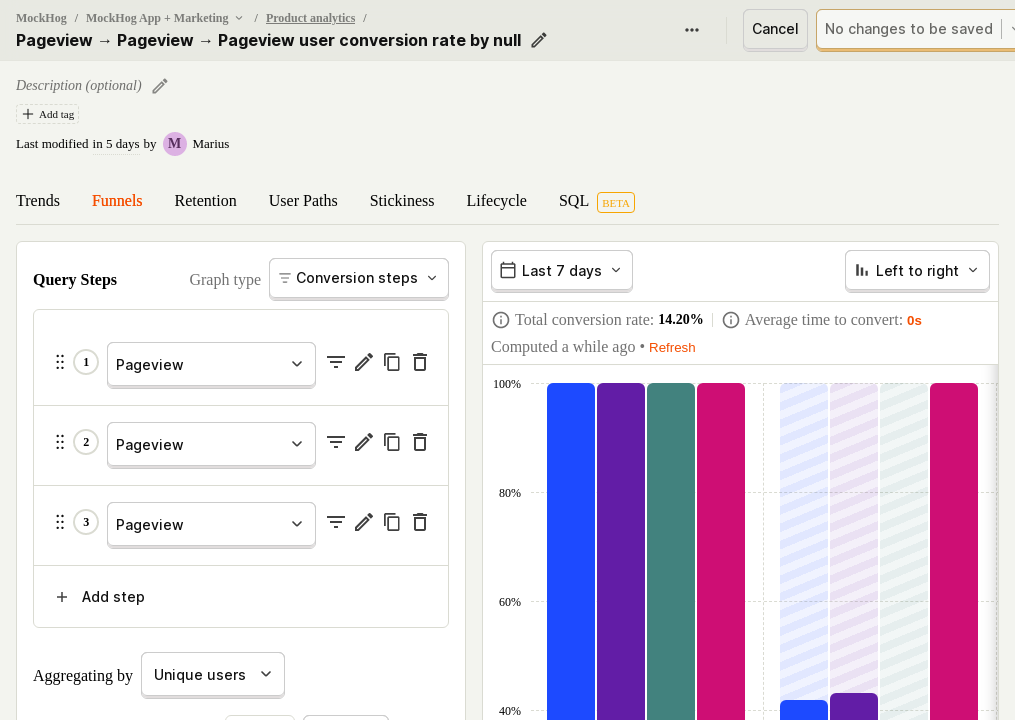 MockHog / MockHog App + Marketing / Product analytics /
Pageview → Pageview → Pageview user conversion rate by null
Cancel
No changes to be saved
Description (optional)
Add tag
Last modified in 5 days by M Marius
Trends Funnels Retention User Paths Stickiness Lifecycle SQL BETA
Query Steps
Graph type Conversion steps
1 Pageview
2 Pageview
3 Pageview
Add step
Aggregating by Unique users
Last 7 days
Left to right
Total conversion rate: 14.20% Average time to convert: 0s
Computed a while ago • Refresh
100%
80%
60%
40%